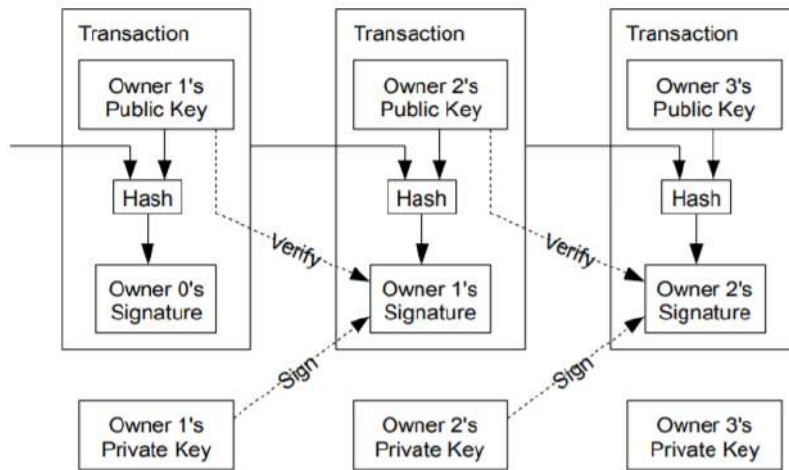 Transaction
Transaction
Transaction
Owner 1's
Public Key
Owner 2's
Public Key
Owner 3's
Public Key
Hash
Hash
Hash
Verify
Verify
Owner 0's
Signature
Owner 1's
Signature
Owner 2's
Signature
Sign
Sign
Owner 1's
Private Key
Owner 2's
Private Key
Owner 3's
Private Key